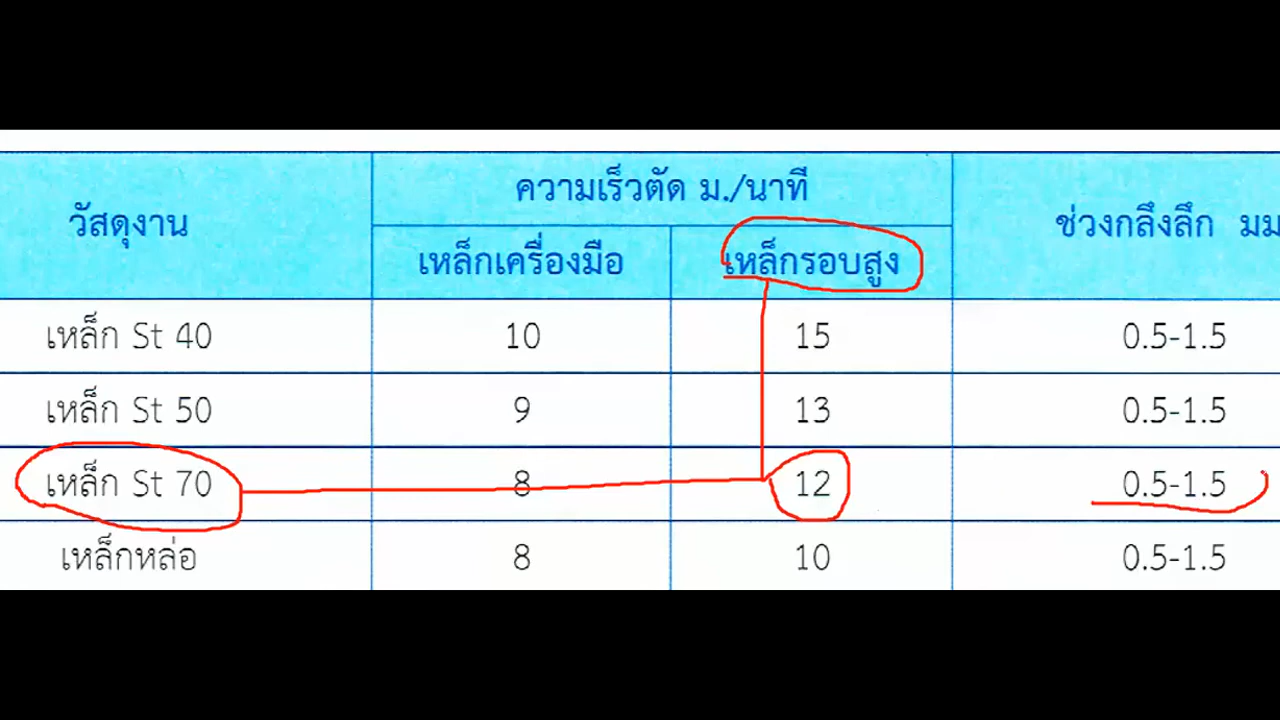 วัสดุงาน ความเร็วตัด ม./นาที ช่วงกลึงลึก มม
เหล็กเครื่องมือ เหล็กรอบสูง
เหล็ก St 40 10 15 0.5-1.5
เหล็ก St 50 9 13 0.5-1.5
เหล็ก St 70 8 12 0.5-1.5
เหล็กหล่อ 8 10 0.5-1.5